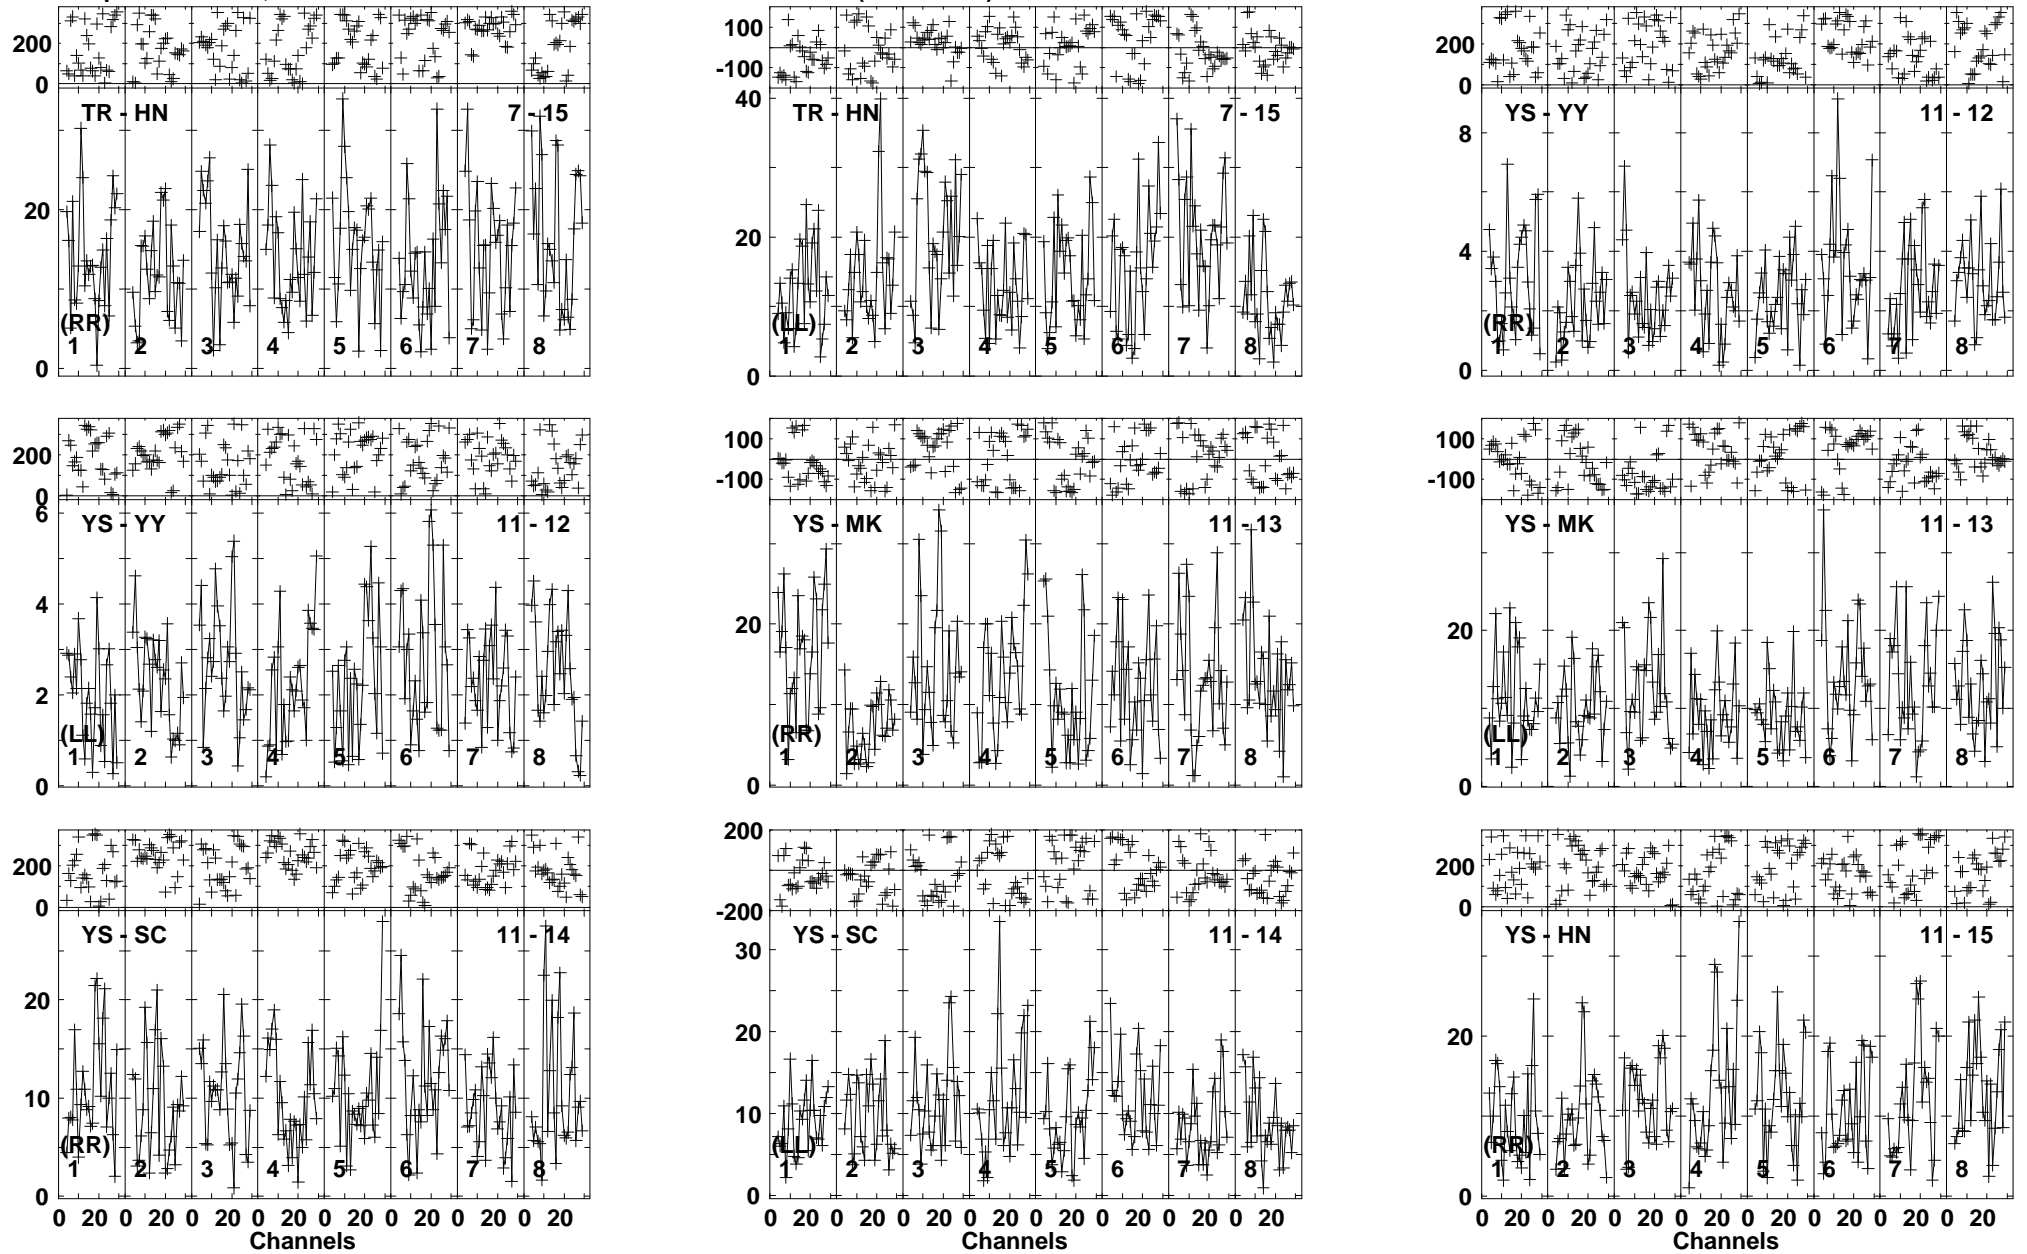 200 0
TR - HN 7 - 15
20 0
(RR)
1 2 3 4 5 6 7 8
100 -100
TR - HN 7 - 15
40 20 0
(LL)
1 2 3 4 5 6 7 8
200 0
YS - YY 11 - 12
8 4 0
(RR)
1 2 3 4 5 6 7 8
200 0
YS - YY 11 - 12
6 4 2 0
(LL)
1 2 3 4 5 6 7 8
100 -100
YS - MK 11 - 13
20 0
(RR)
1 2 3 4 5 6 7 8
100 -100
YS - MK 11 - 13
20 0
(LL)
1 2 3 4 5 6 7 8
200 0
YS - SC 11 - 14
20 10 0
(RR)
1 2 3 4 5 6 7 8
0 20 0 20 0 20 0 20 0 20 0 20 0 20 0 20
Channels
200 -200
YS - SC 11 - 14
30 20 10 0
(LL)
1 2 3 4 5 6 7 8
0 20 0 20 0 20 0 20 0 20 0 20 0 20 0 20
Channels
200 0
YS - HN 11 - 15
20 0
(RR)
1 2 3 4 5 6 7 8
0 20 0 20 0 20 0 20 0 20 0 20 0 20 0 20
Channels